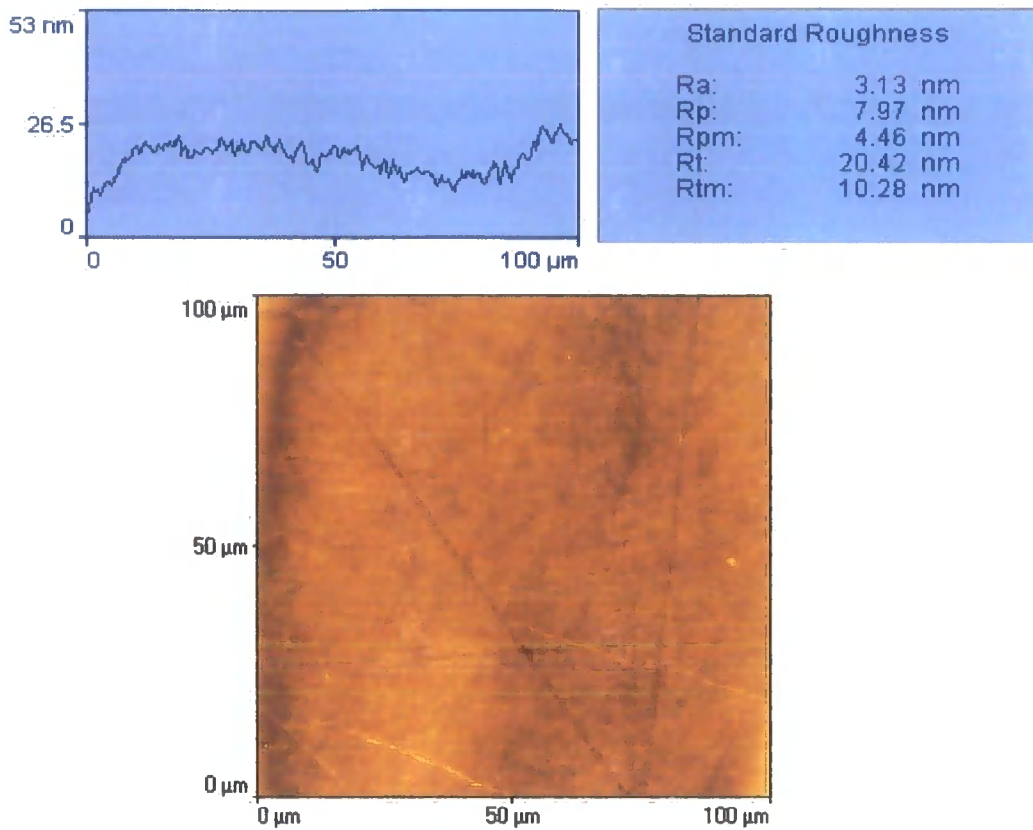 53 nm
26.5
0
0 50 100 µm
Standard Roughness
Ra: 3.13 nm
Rp: 7.97 nm
Rpm: 4.46 nm
Rt: 20.42 nm
Rtm: 10.28 nm
100 µm
50 µm
0 µm
0 µm 50 µm 100 µm